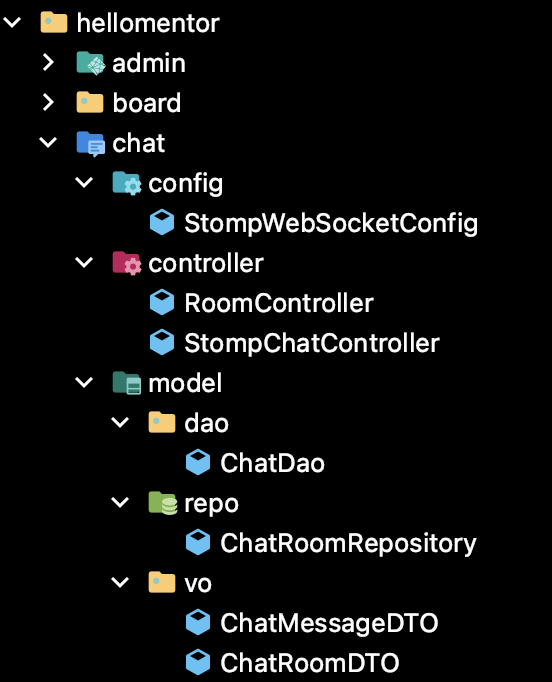 hellomentor
admin
board
chat
config
StompWebSocketConfig
controller
RoomController
StompChatController
model
dao
ChatDao
repo
ChatRoomRepository
vo
ChatMessageDTO
ChatRoomDTO